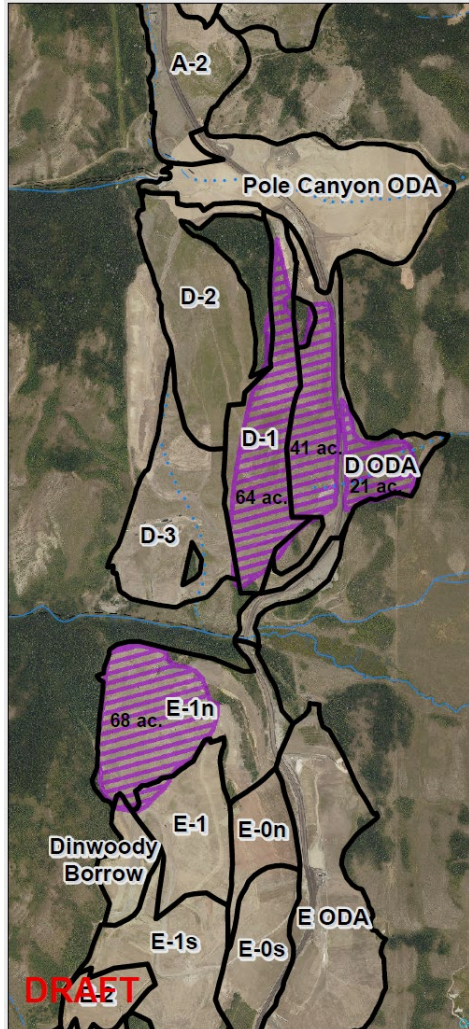 A-2
Pole Canyon ODA
D-2
D-1
41 ac.
D ODA
21 ac.
64 ac.
D-3
E-1n
68 ac.
E-1
E-0n
Dinwoody
Borrow
E ODA
E-1s
E-0s
E-2
DRAFT